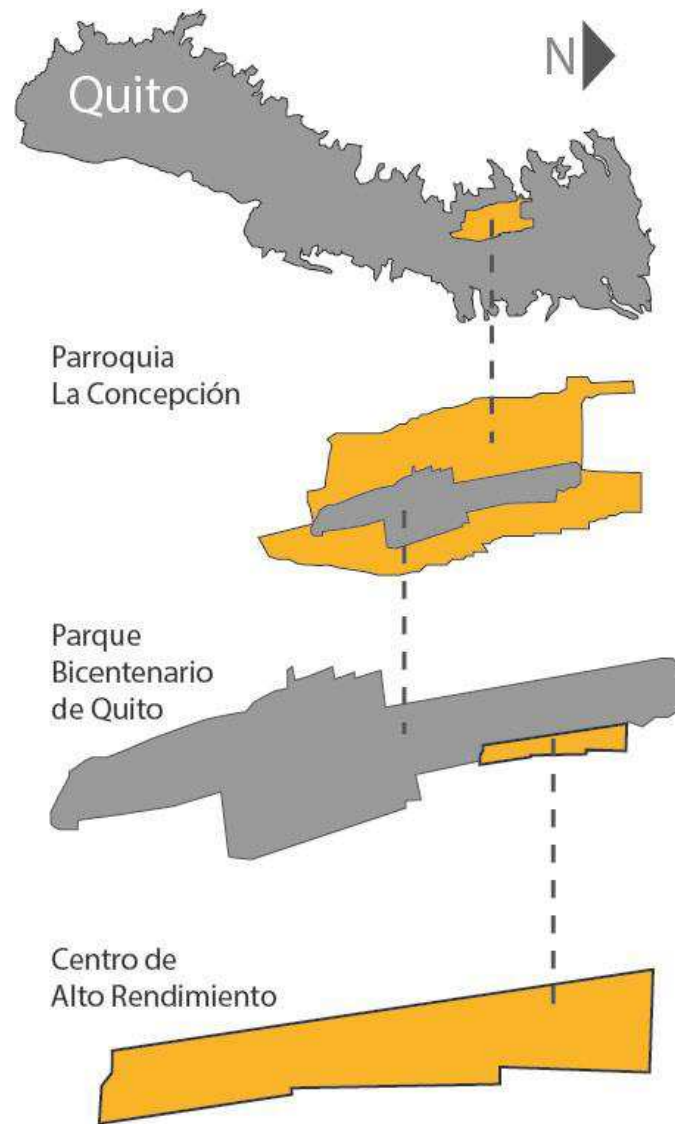 Quito
N
Parroquia
La Concepción
Parque
Bicentenario
de Quito
Centro de
Alto Rendimiento